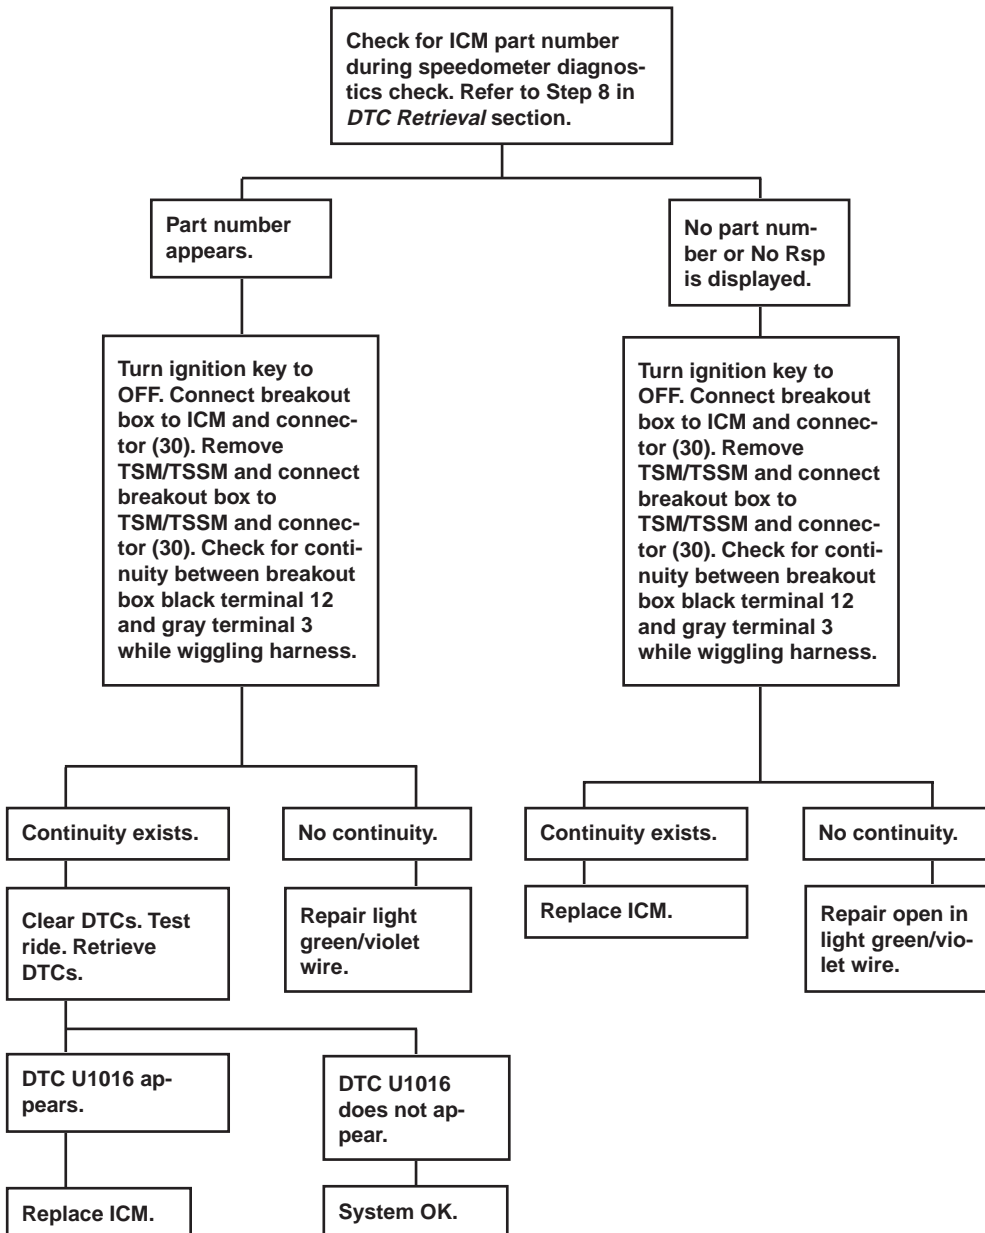 Check for ICM part number
during speedometer diagnos-
tics check. Refer to Step 8 in
DTC Retrieval section.
Part number
appears.
No part num-
ber or No Rsp
is displayed.
Turn ignition key to
OFF. Connect breakout
box to ICM and connec-
tor (30). Remove
TSM/TSSM and connect
breakout box to
TSM/TSSM and connec-
tor (30). Check for conti-
nuity between breakout
box black terminal 12
and gray terminal 3
while wiggling harness.
Turn ignition key to
OFF. Connect breakout
box to ICM and connec-
tor (30). Remove
TSM/TSSM and connect
breakout box to
TSM/TSSM and connec-
tor (30). Check for conti-
nuity between breakout
box black terminal 12
and gray terminal 3
while wiggling harness.
Continuity exists.
No continuity.
Continuity exists.
No continuity.
Clear DTCs. Test
ride. Retrieve
DTCs.
Repair light
green/violet
wire.
Replace ICM.
Repair open in
light green/vio-
let wire.
DTC U1016 ap-
pears.
DTC U1016
does not ap-
pear.
Replace ICM.
System OK.